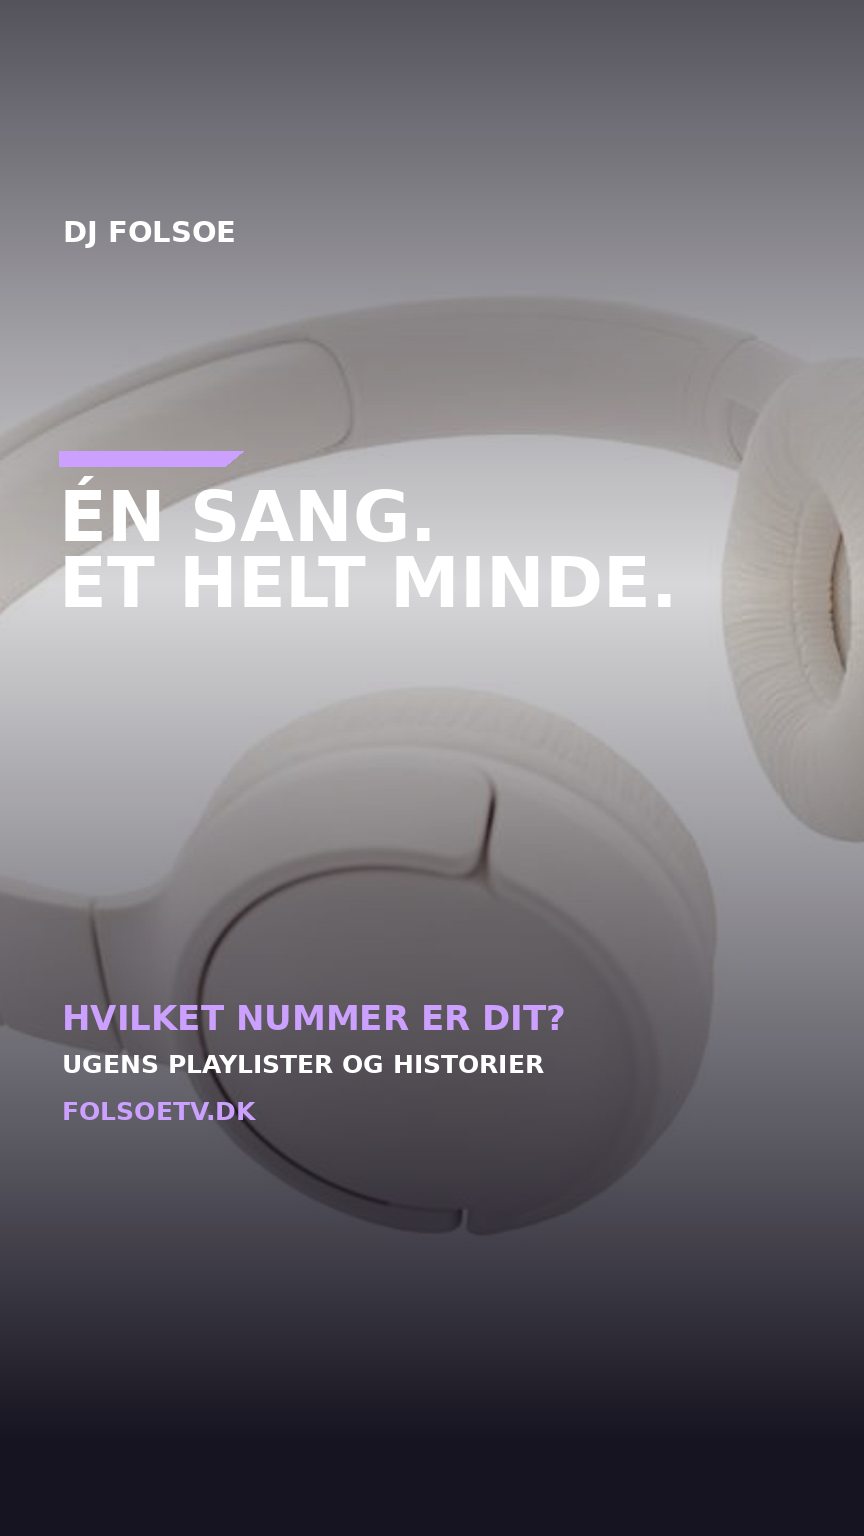 DJ FOLSOE
ÉN SANG.
ET HELT MINDE.
HVILKET NUMMER ER DIT?
UGENS PLAYLISTER OG HISTORIER
FOLSOETV.DK